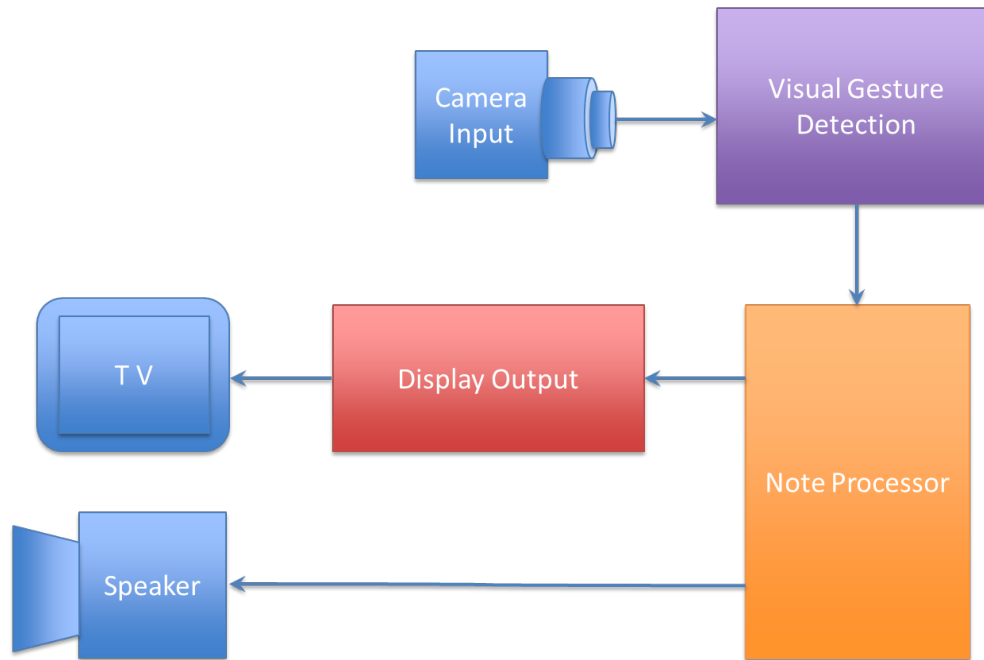 Camera
Input
Visual Gesture
Detection
T V
Display Output
Note Processor
Speaker